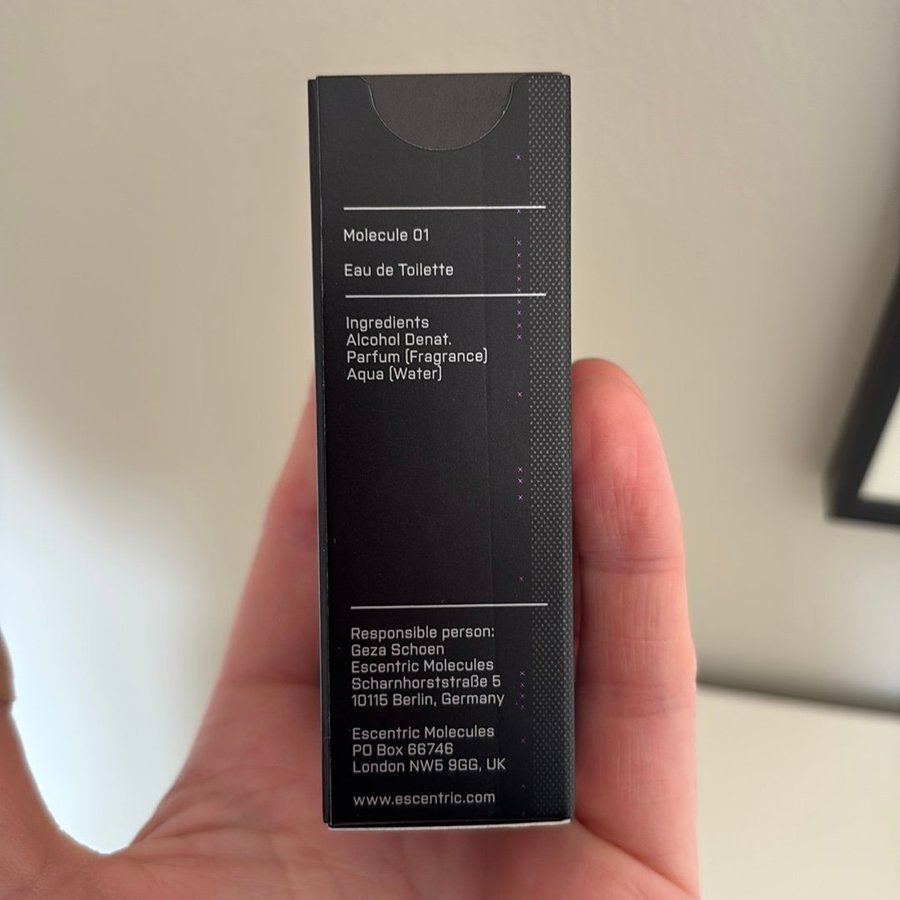 Molecule 01
Eau de Toilette
Ingredients
Alcohol Denat.
Parfum (Fragrance)
Aqua (Water)
Responsible person:
Geza Schoen
Escentric Molecules
Scharnhorststraße 5
10115 Berlin, Germany
Escentric Molecules
PO Box 66746
London NW5 9GG, UK
www.escentric.com